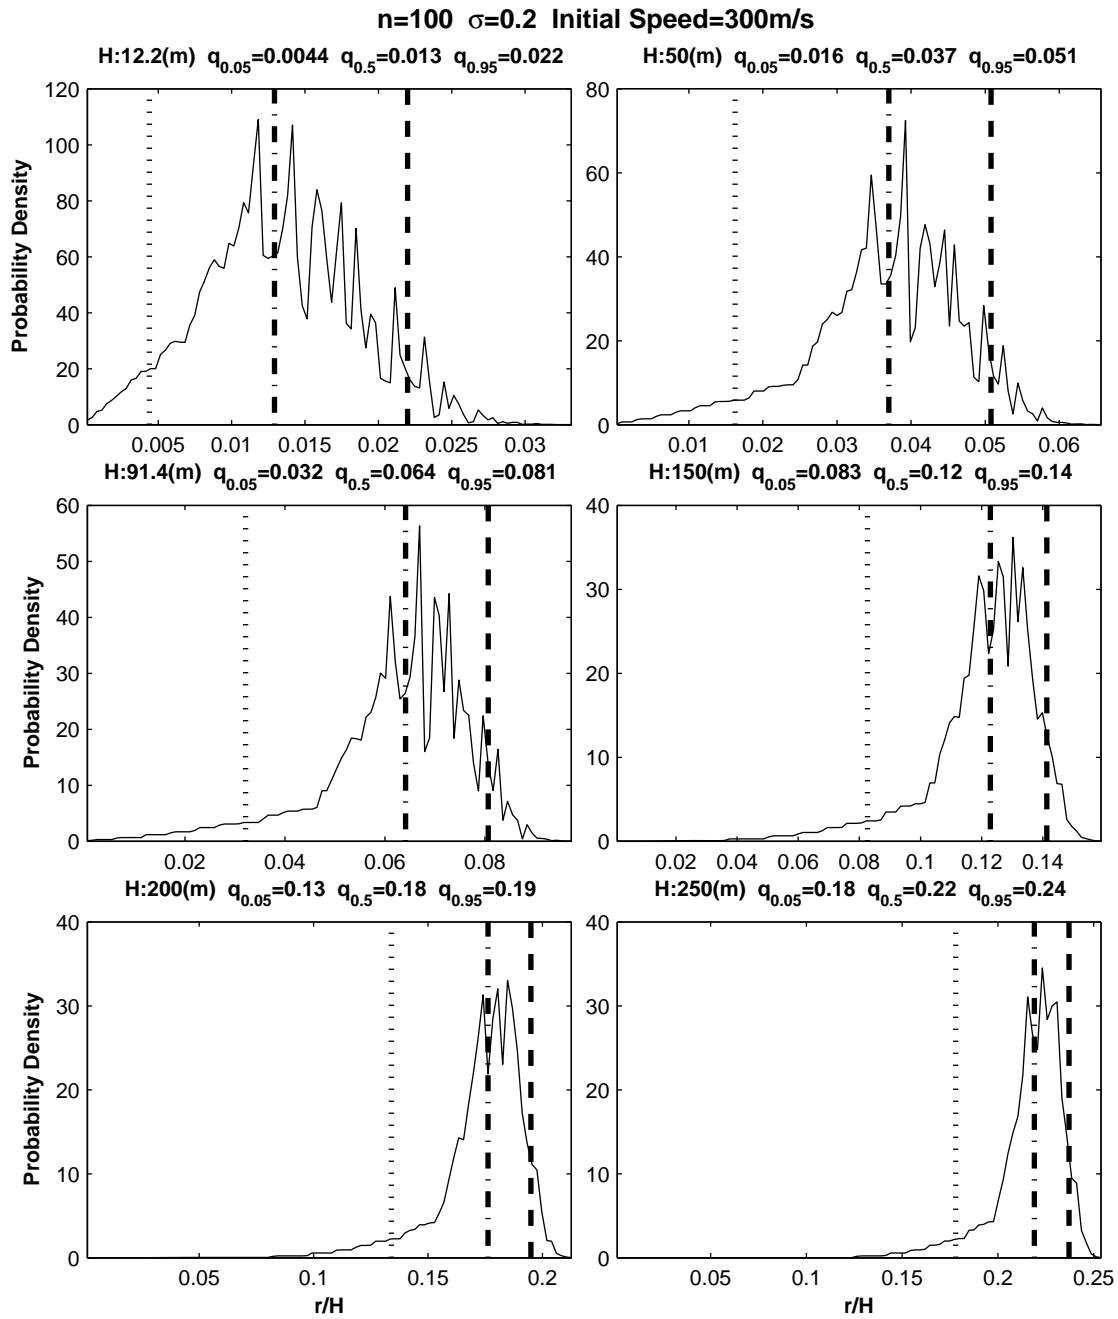 n=100 σ=0.2 Initial Speed=300m/s
H:12.2(m) q0.05=0.0044 q0.5=0.013 q0.95=0.022
120
100
80
60
40
20
0
0.005 0.01 0.015 0.02 0.025 0.03
Probability Density
H:50(m) q0.05=0.016 q0.5=0.037 q0.95=0.051
80
60
40
20
0
0.01 0.02 0.03 0.04 0.05 0.06
H:91.4(m) q0.05=0.032 q0.5=0.064 q0.95=0.081
60
50
40
30
20
10
0
0.02 0.04 0.06 0.08
Probability Density
H:150(m) q0.05=0.083 q0.5=0.12 q0.95=0.14
40
30
20
10
0
0.02 0.04 0.06 0.08 0.1 0.12 0.14
H:200(m) q0.05=0.13 q0.5=0.18 q0.95=0.19
40
30
20
10
0
0.05 0.1 0.15 0.2
Probability Density
r/H
H:250(m) q0.05=0.18 q0.5=0.22 q0.95=0.24
40
30
20
10
0
0.05 0.1 0.15 0.2 0.25
r/H